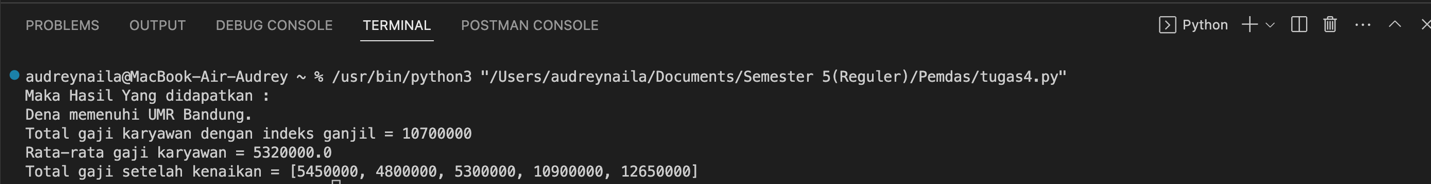 PROBLEMS OUTPUT DEBUG CONSOLE TERMINAL POSTMAN CONSOLE Python
audreynaila@MacBook-Air-Audrey ~ % /usr/bin/python3 "/Users/audreynaila/Documents/Semester 5(Reguler)/Pemdas/tugas4.py"
Maka Hasil Yang didapatkan :
Dena memenuhi UMR Bandung.
Total gaji karyawan dengan indeks ganjil = 10700000
Rata-rata gaji karyawan = 5320000.0
Total gaji setelah kenaikan = [5450000, 4800000, 5300000, 10900000, 12650000]